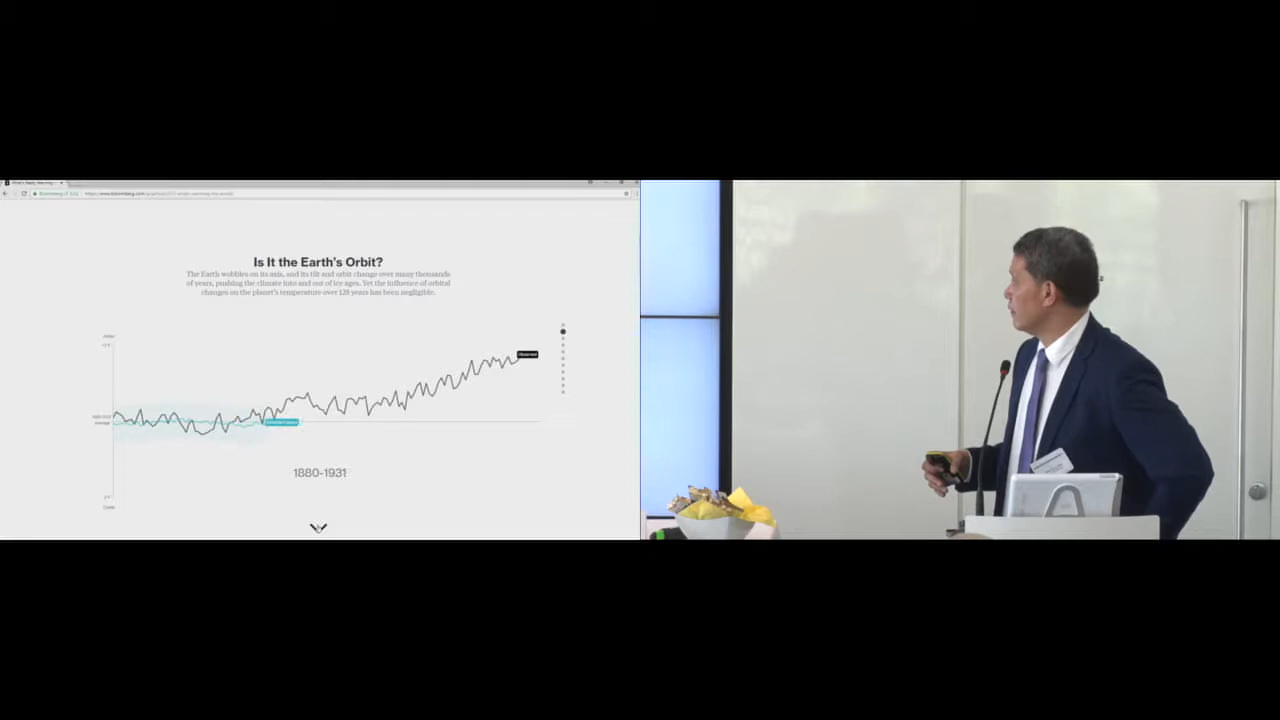 Is It the Earth's Orbit?
The Earth wobbles on its axis, and its tilt and orbit change over many thousands
of years, pushing the climate into and out of ice ages. Yet the influence of orbital
changes on the planet's temperature over 125 years has been negligible.
Observed
average
1880-1931